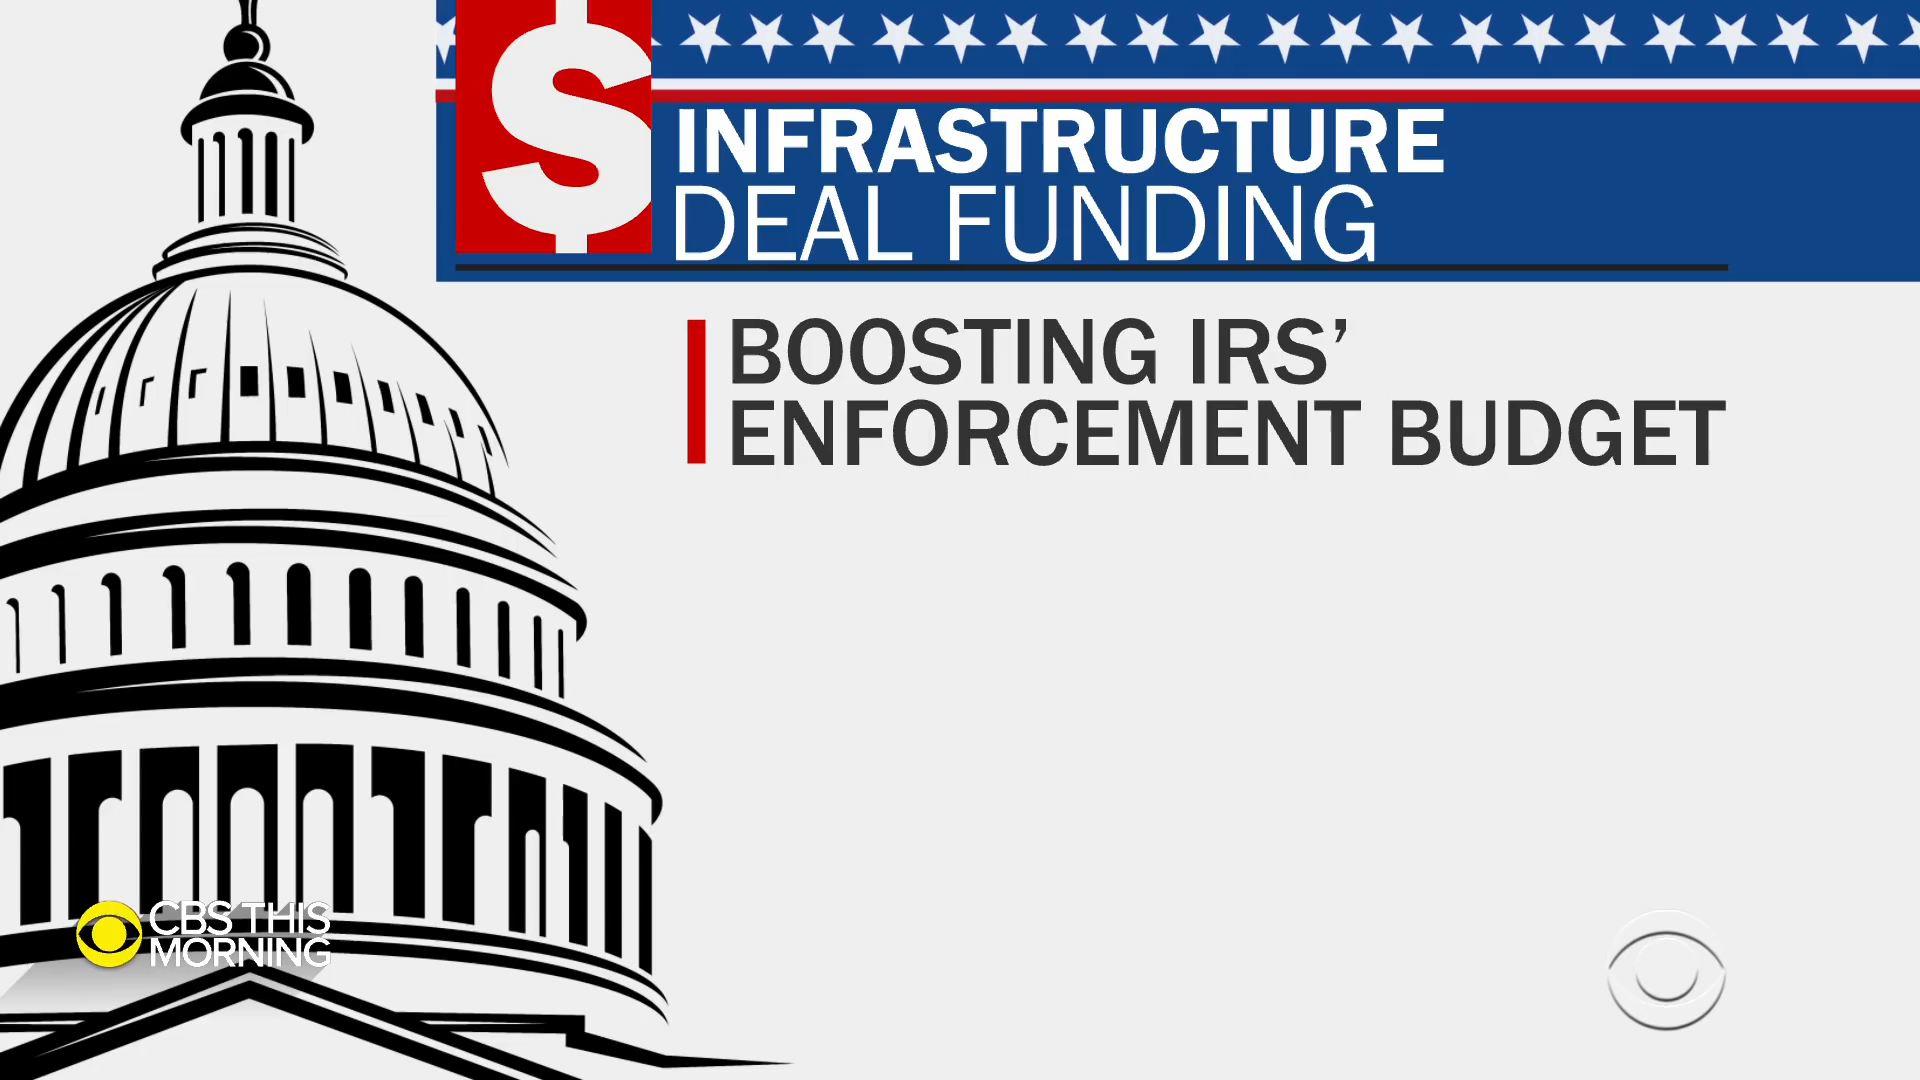 $
INFRASTRUCTURE
DEAL FUNDING
BOOSTING IRS’
ENFORCEMENT BUDGET
CBS THIS
MORNING